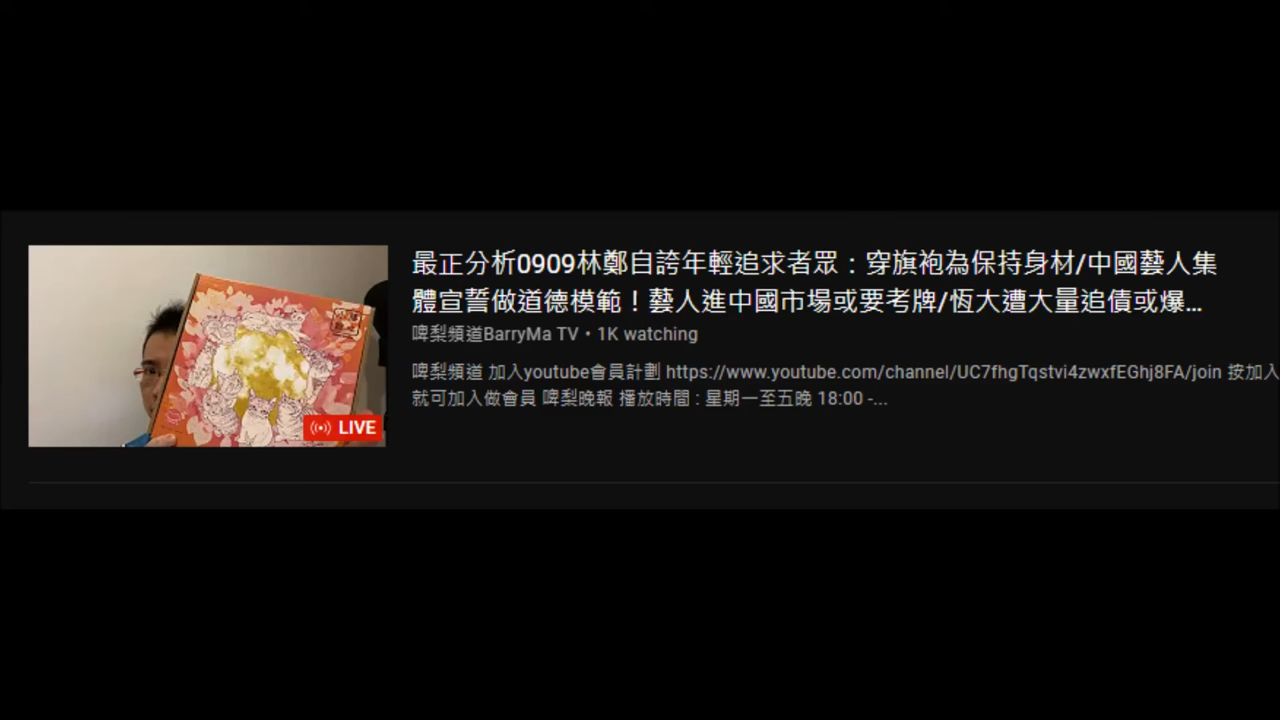 最正分析0909林鄭自誇年輕追求者眾：穿旗袍為保持身材/中國藝人集
體宣誓做道德模範！藝人進中國市場或要考牌/恆大遭大量追債或爆...
啤梨頻道BarryMa TV • 1K watching
啤梨頻道 加入youtube會員計劃 https://www.youtube.com/channel/UC7fhgTqstvi4zwxfEGhj8FA/join 按加入
就可加入做會員 啤梨晚報 播放時間 : 星期一至五晚 18:00 -...
LIVE